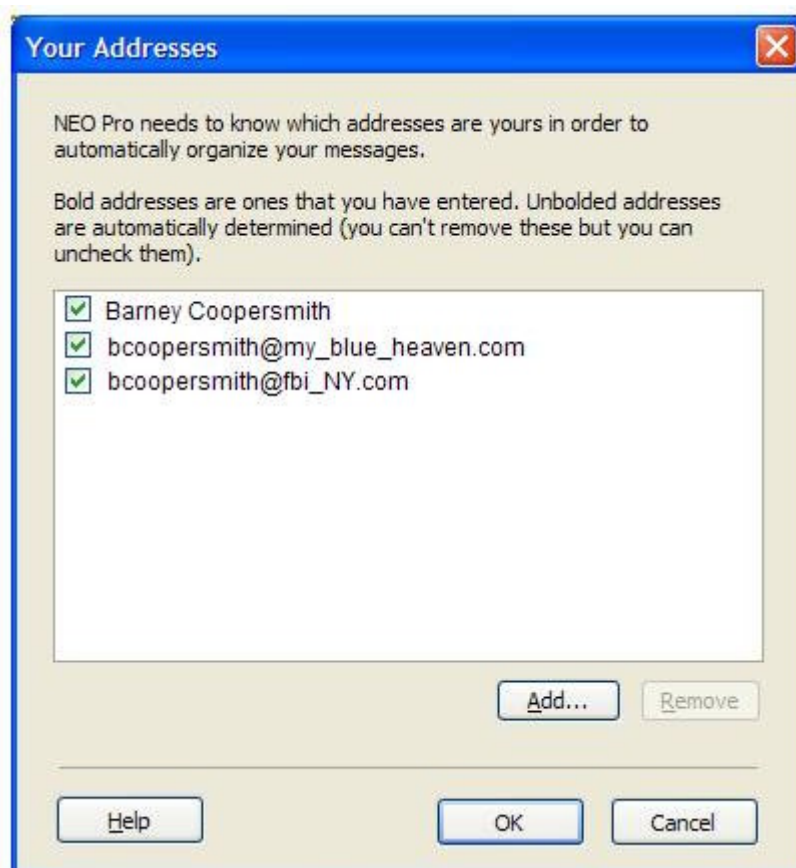 Your Addresses
NEO Pro needs to know which addresses are yours in order to
automatically organize your messages.
Bold addresses are ones that you have entered. Unbolded addresses
are automatically determined (you can't remove these but you can
uncheck them).
Barney Coopersmith
bcoopersmith@my_blue_heaven.com
bcoopersmith@fbi_NY.com
Add... Remove
Help OK Cancel